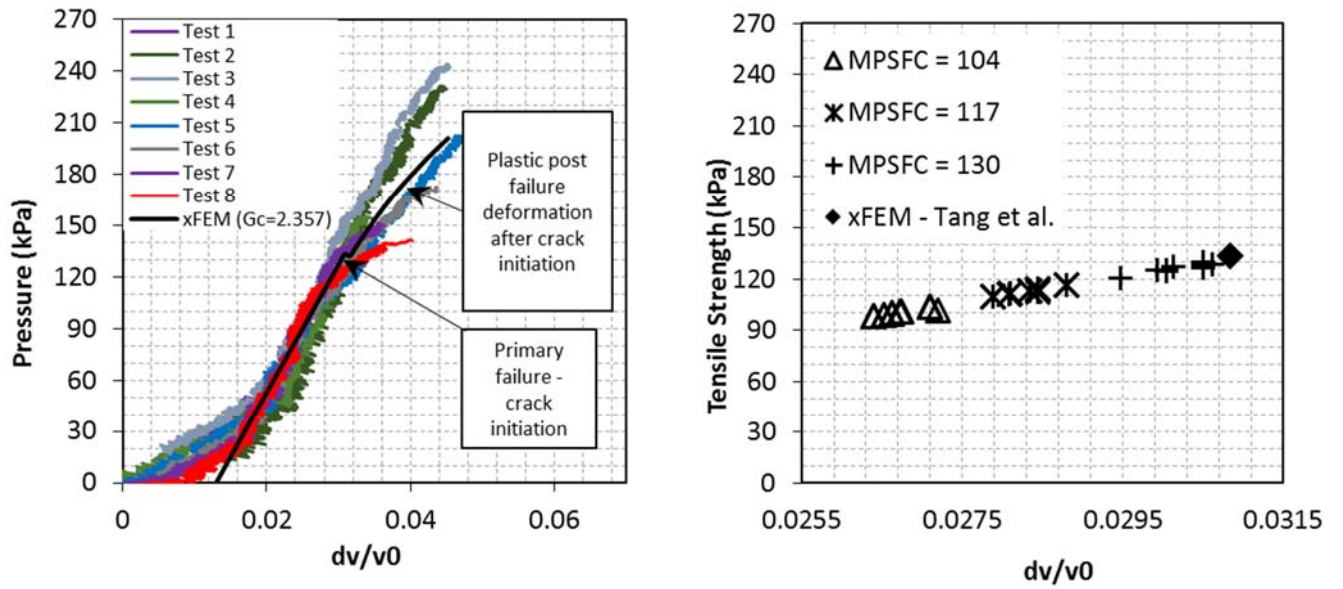 270
240
210
180
150
120
90
60
30
0
Pressure (kPa)
Test 1
Test 2
Test 3
Test 4
Test 5
Test 6
Test 7
Test 8
xFEM (Gc=2.357)
Plastic post
failure
deformation
after crack
initiation
Primary
failure -
crack
initiation
0
0.02
0.04
0.06
dv/v0
270
240
210
180
150
120
90
60
30
0
Tensile Strength (kPa)
MPSFC = 104
MPSFC = 117
MPSFC = 130
xFEM - Tang et al.
0.0255
0.0275
0.0295
0.0315
dv/v0